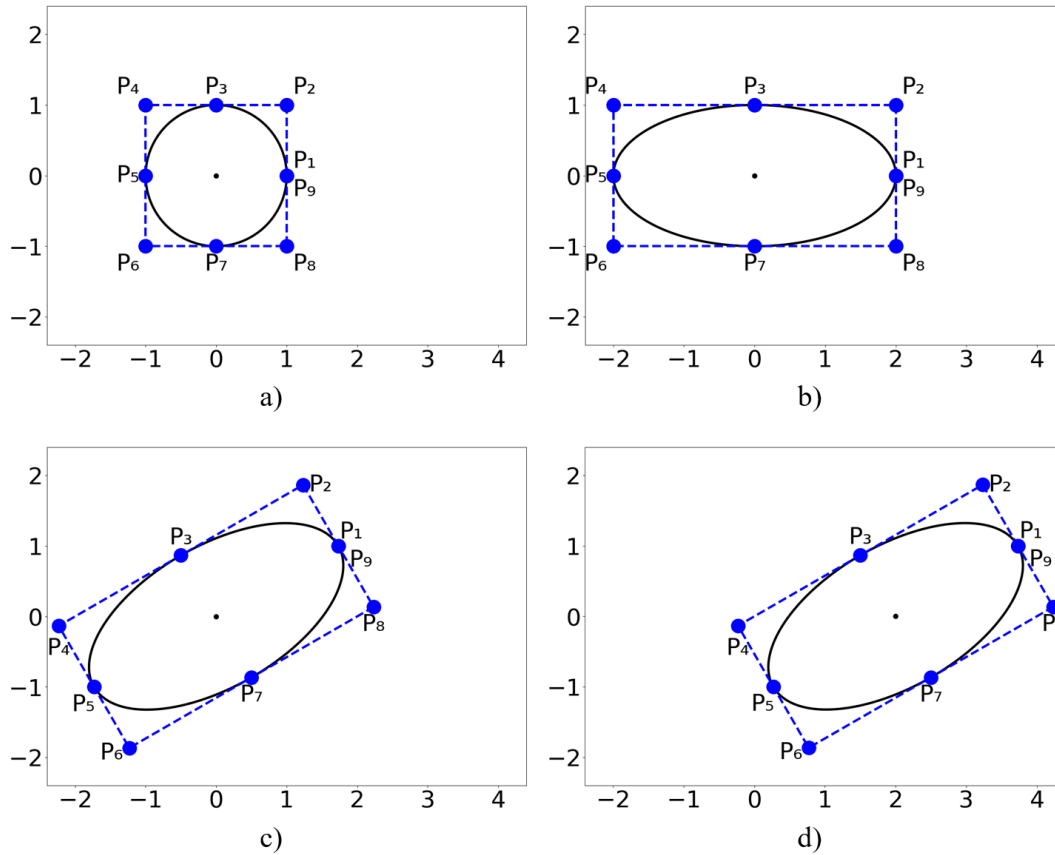 2
P₄ P₃ P₂
1
P₅ P₁
0
P₉
-1
P₆ P₇ P₈
-2
-2 -1 0 1 2 3 4
a)
2
P₄ P₃ P₂
1
P₅ P₁
0
P₉
-1
P₆ P₇ P₈
-2
-2 -1 0 1 2 3 4
b)
2
P₂
P₃ P₁
1
P₉
0
P₈
P₄
-1
P₅ P₇
P₆
-2
-2 -1 0 1 2 3 4
c)
2
P₂
P₃ P₁
1
P₉
0
P
P₄
-1
P₅ P₇
P₆
-2
-2 -1 0 1 2 3 4
d)